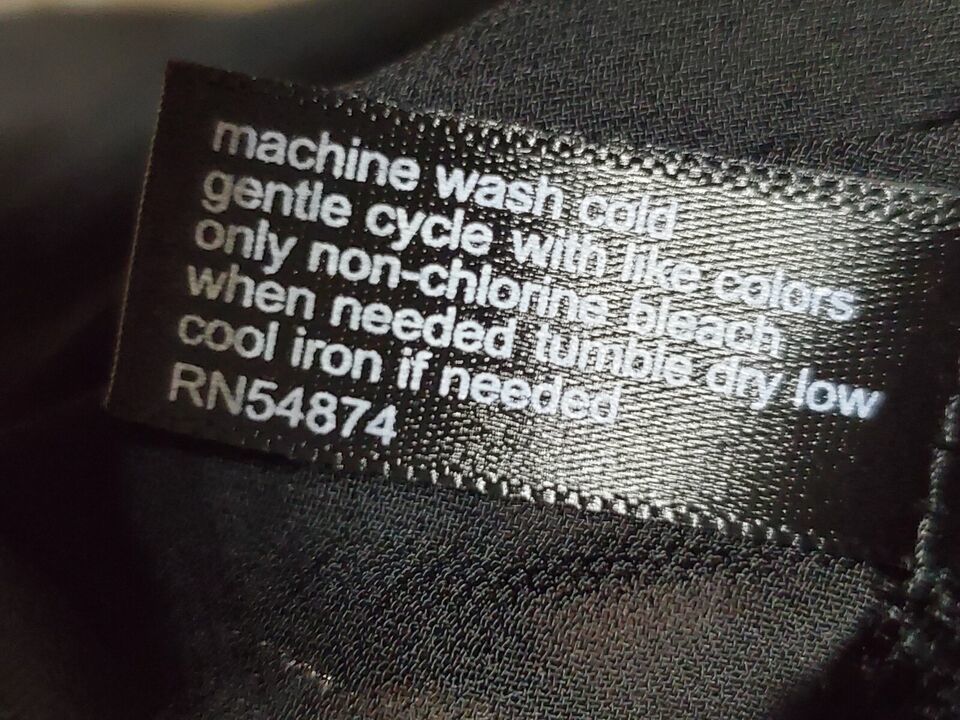 machine wash cold
gentle cycle with like colors
only non-chlorine bleach
when needed tumble dry low
cool iron if needed
RN54874